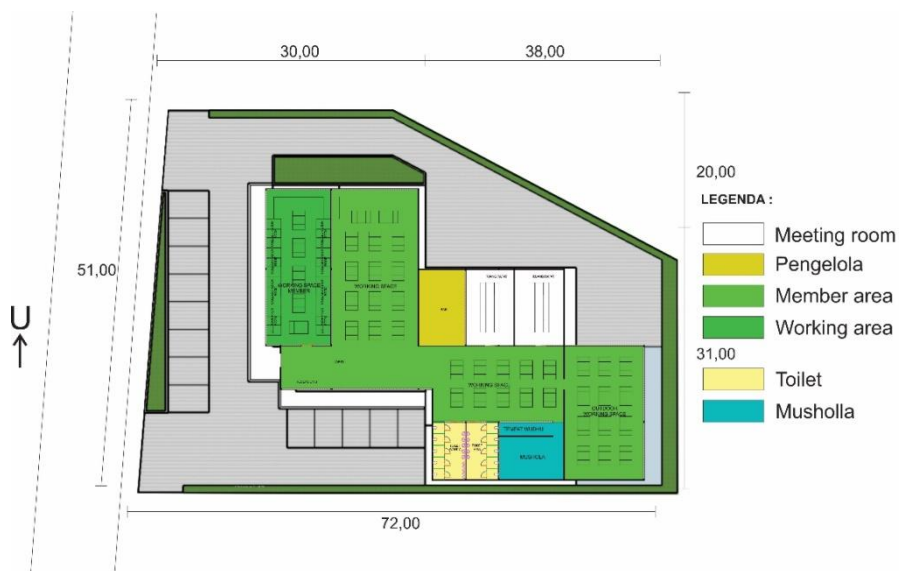 30,00
38,00
20,00
LEGENDA :
Meeting room
Pengelola
Member area
Working area
31,00
Toilet
Musholla
51,00
U
WORKING SPACE
MEMBER
WORKING SPACE
WORKING SPACE
OUTDOOR
WORKING SPACE
TEMPAT WUDHU
MUSHOLA
72,00